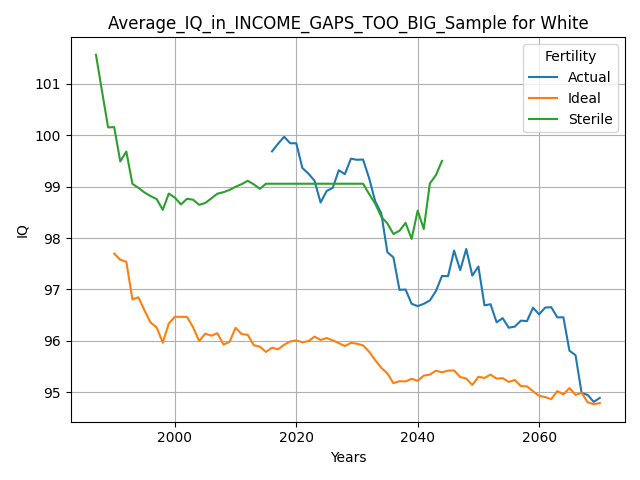 Average_IQ_in_INCOME_GAPS_TOO_BIG_Sample for White
Fertility
Actual
Ideal
Sterile
IQ
101
100
99
98
97
96
95
2000
2020
2040
2060
Years